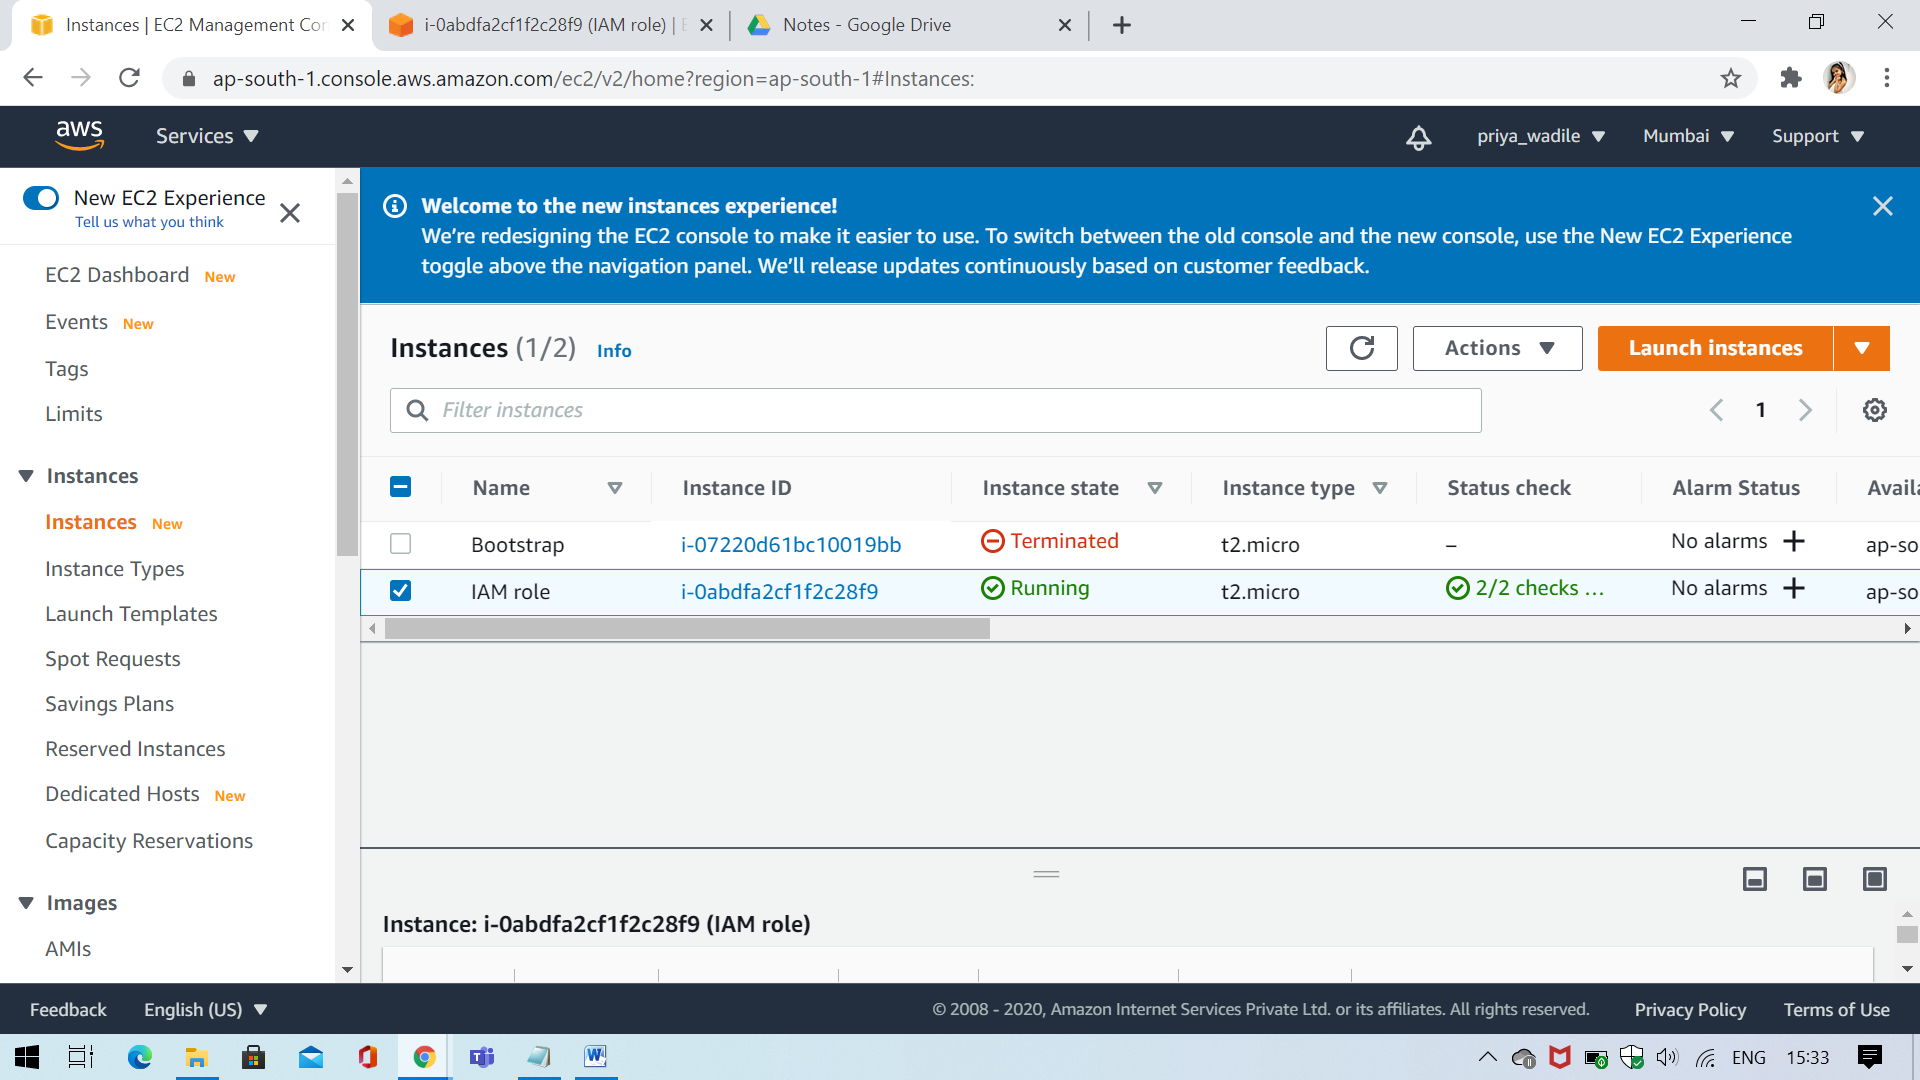 Instances | EC2 Management Con
i-0abdfa2cf1f2c28f9 (IAM role) | E
Notes - Google Drive
ap-south-1.console.aws.amazon.com/ec2/v2/home?region=ap-south-1#Instances:
aws
Services
priya_wadile
Mumbai
Support
New EC2 Experience
Tell us what you think
EC2 Dashboard New
Events New
Tags
Limits
Instances
Instances New
Instance Types
Launch Templates
Spot Requests
Savings Plans
Reserved Instances
Dedicated Hosts New
Capacity Reservations
Images
AMIs
Welcome to the new instances experience!
We're redesigning the EC2 console to make it easier to use. To switch between the old console and the new console, use the New EC2 Experience
toggle above the navigation panel. We'll release updates continuously based on customer feedback.
Instances (1/2) Info
Actions
Launch instances
Filter instances
1
Name Instance ID Instance state Instance type Status check Alarm Status Availa
Bootstrap i-07220d61bc10019bb Terminated t2.micro – No alarms + ap-so
IAM role i-0abdfa2cf1f2c28f9 Running t2.micro 2/2 checks ... No alarms + ap-so
Instance: i-0abdfa2cf1f2c28f9 (IAM role)
Feedback
English (US)
© 2008 - 2020, Amazon Internet Services Private Ltd. or its affiliates. All rights reserved.
Privacy Policy
Terms of Use
ENG
15:33